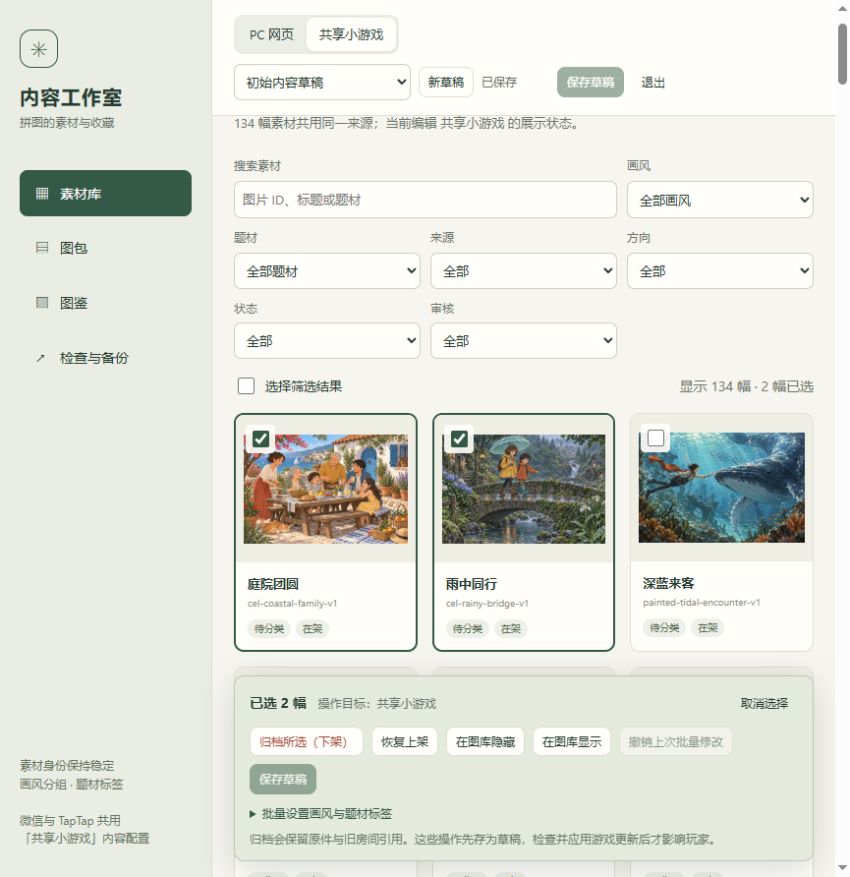 内容工作室
拼图的素材与收藏
素材库
图包
图鉴
检查与备份
素材身份保持稳定
画风分组 · 题材标签
微信与 TapTap 共用
「共享小游戏」内容配置
PC 网页 共享小游戏
初始内容草稿 新草稿 已保存 保存草稿 退出
134 幅素材共用同一来源；当前编辑 共享小游戏 的展示状态。
搜索素材 画风
图片 ID、标题或题材 全部画风
题材 来源 方向
全部题材 全部 全部
状态 审核
全部 全部
选择筛选结果 显示 134 幅 · 2 幅已选
庭院团圆
cel-coastal-family-v1
待分类 在架
雨中同行
cel-rainy-bridge-v1
待分类 在架
深蓝来客
painted-tidal-encounter-v1
待分类 在架
已选 2 幅 操作目标：共享小游戏 取消选择
归档所选（下架） 恢复上架 在图库隐藏 在图库显示 撤销上次批量修改
保存草稿
批量设置画风与题材标签
归档会保留原件与旧房间引用。这些操作先存为草稿，检查并应用游戏更新后才影响玩家。